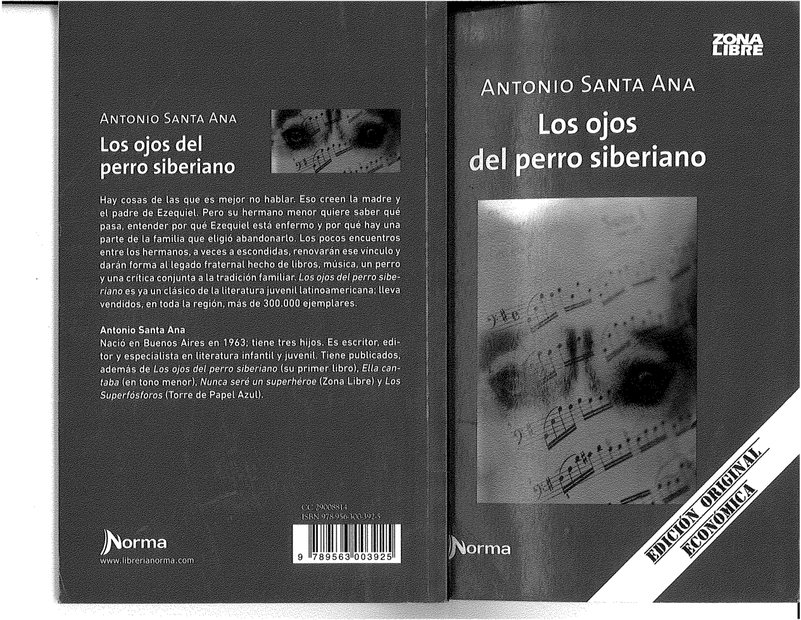 ANTONIO SANTA ANA
Los ojos del
perro siberiano
Hay cosas de las que es mejor no hablar. Eso creen la madre y
el padre de Ezequiel. Pero su hermano menor quiere saber qué
pasa, entender por qué Ezequiel está enfermo y por qué hay una
parte de la familia que eligió abandonarlo. Los pocos encuentros
entre los hermanos, a veces a escondidas, renovarán ese vínculo y
darán forma al legado fraternal hecho de libros, música, un perro
y una crítica conjunta a la tradición familiar. Los ojos del perro sibe-
riano es ya un clásico de la literatura juvenil latinoamericana; lleva
vendidos, en toda la región, más de 300.000 ejemplares.
Antonio Santa Ana
Nació en Buenos Aires en 1963; tiene tres hijos. Es escritor, edi-
tor y especialista en literatura infantil y juvenil. Tiene publicados,
además de Los ojos del perro siberiano (su primer libro), Ella can-
taba (en tono menor), Nunca seré un superhéroe (Zona Libre) y Los
Superfósforos (Torre de Papel Azul).
CC 29008814
ISBN 978-956-300-392-5
9 789563 003925
Norma
www.librerianorma.com
ZONA
LIBRE
ANTONIO SANTA ANA
Los ojos
del perro siberiano
EDICIÓN ORIGINAL
ECONÓMICA
Norma